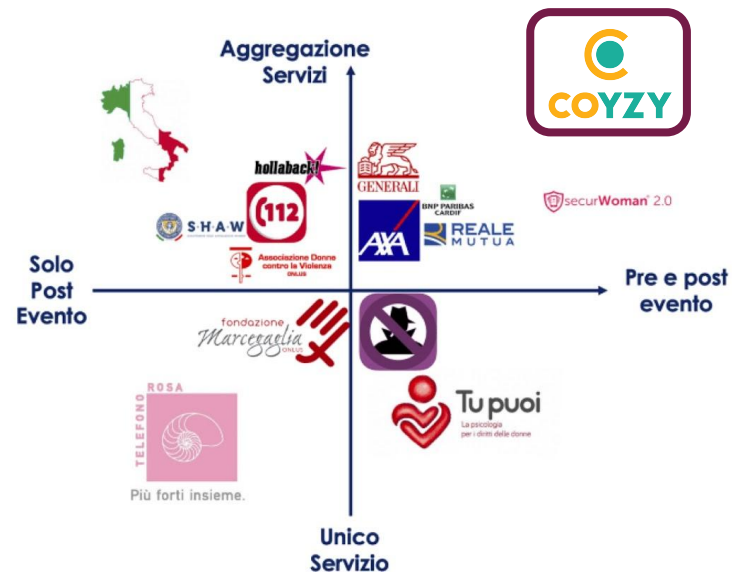 Aggregazione
Servizi
COYZY
hollaback!
GENERALI
112
BNP PARIBAS
CARDIF
securWoman 2.0
S·H·A·W
AXA
REALE
MUTUA
Associazione Donne
contro la Violenza
ONLUS
Solo
Post
Evento
Pre e post
evento
fondazione
Marcegaglia
ONLUS
TELEFONO
ROSA
Tu puoi
La psicologia
per i diritti delle donne
Più forti insieme.
Unico
Servizio